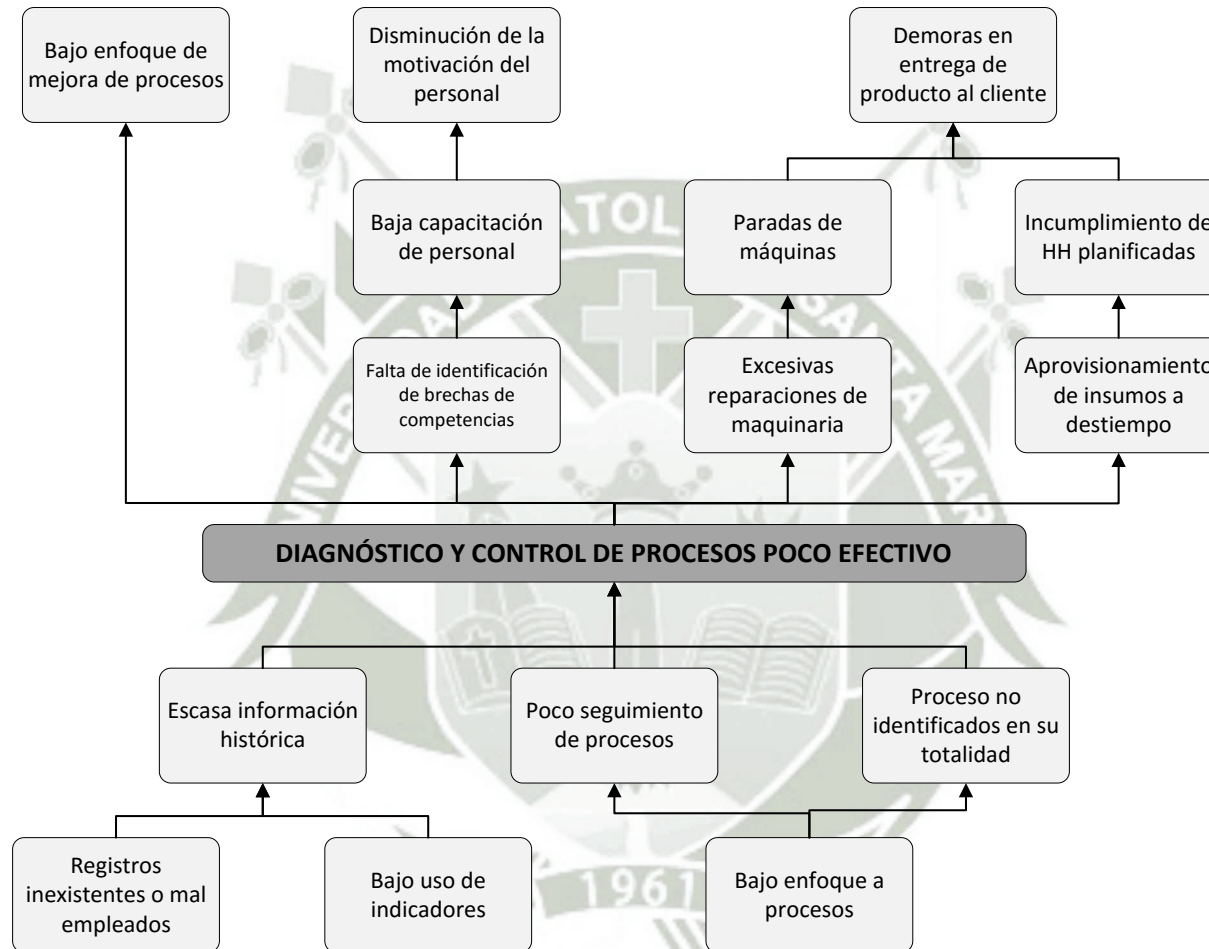 Bajo enfoque de
mejora de procesos
Disminución de la
motivación del
personal
Demoras en
entrega de
producto al cliente
Baja capacitación
de personal
Paradas de
máquinas
Incumplimiento de
HH planificadas
Falta de identificación
de brechas de
competencias
Excesivas
reparaciones de
maquinaria
Aprovisionamiento
de insumos a
destiempo
DIAGNÓSTICO Y CONTROL DE PROCESOS POCO EFECTIVO
Escasa información
histórica
Poco seguimiento
de procesos
Proceso no
identificados en su
totalidad
Registros
inexistentes o mal
empleados
Bajo uso de
indicadores
Bajo enfoque a
procesos
1961